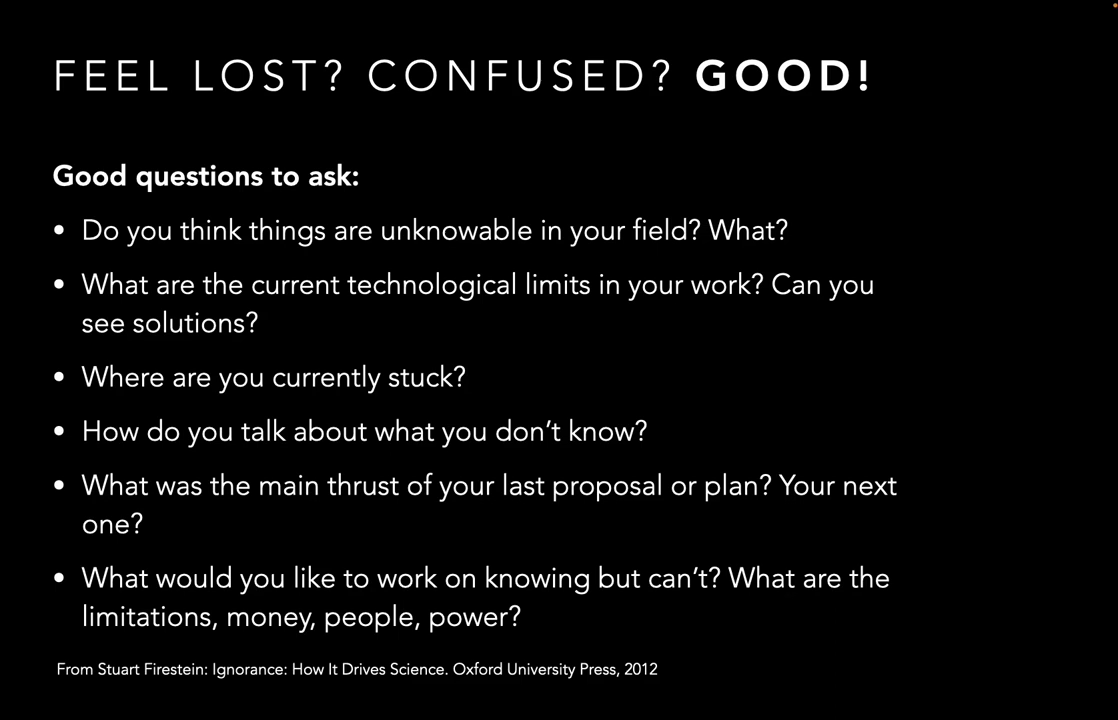 FEEL LOST? CONFUSED? GOOD!
Good questions to ask:
• Do you think things are unknowable in your field? What?
• What are the current technological limits in your work? Can you
see solutions?
• Where are you currently stuck?
• How do you talk about what you don’t know?
• What was the main thrust of your last proposal or plan? Your next
one?
• What would you like to work on knowing but can’t? What are the
limitations, money, people, power?
From Stuart Firestein: Ignorance: How It Drives Science. Oxford University Press, 2012